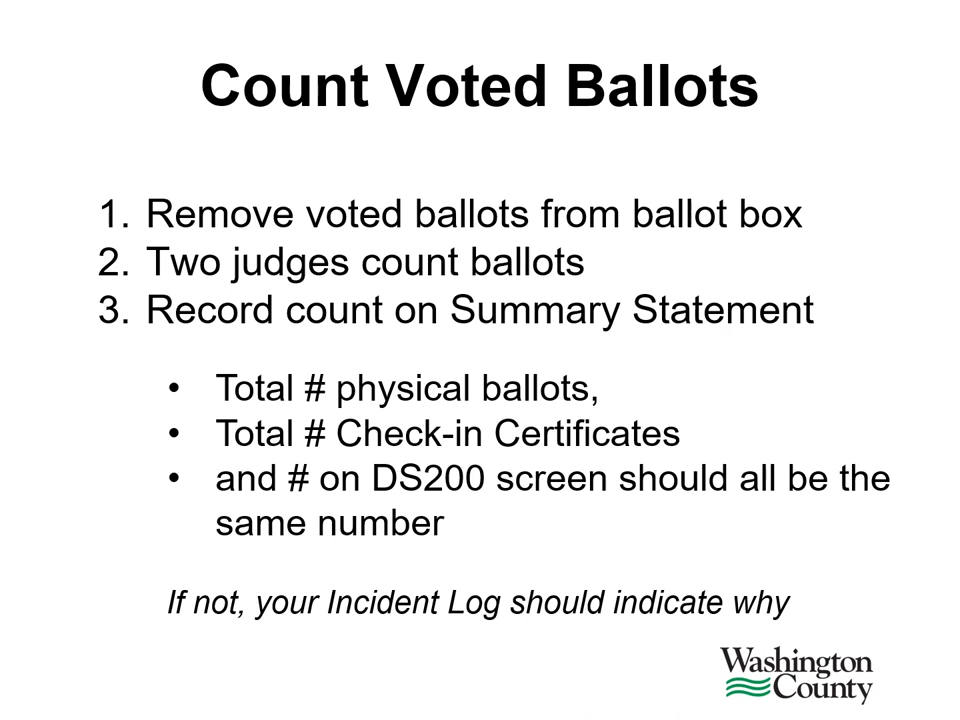 Count Voted Ballots
1. Remove voted ballots from ballot box
2. Two judges count ballots
3. Record count on Summary Statement
• Total # physical ballots,
• Total # Check-in Certificates
• and # on DS200 screen should all be the
same number
If not, your Incident Log should indicate why
Washington
County